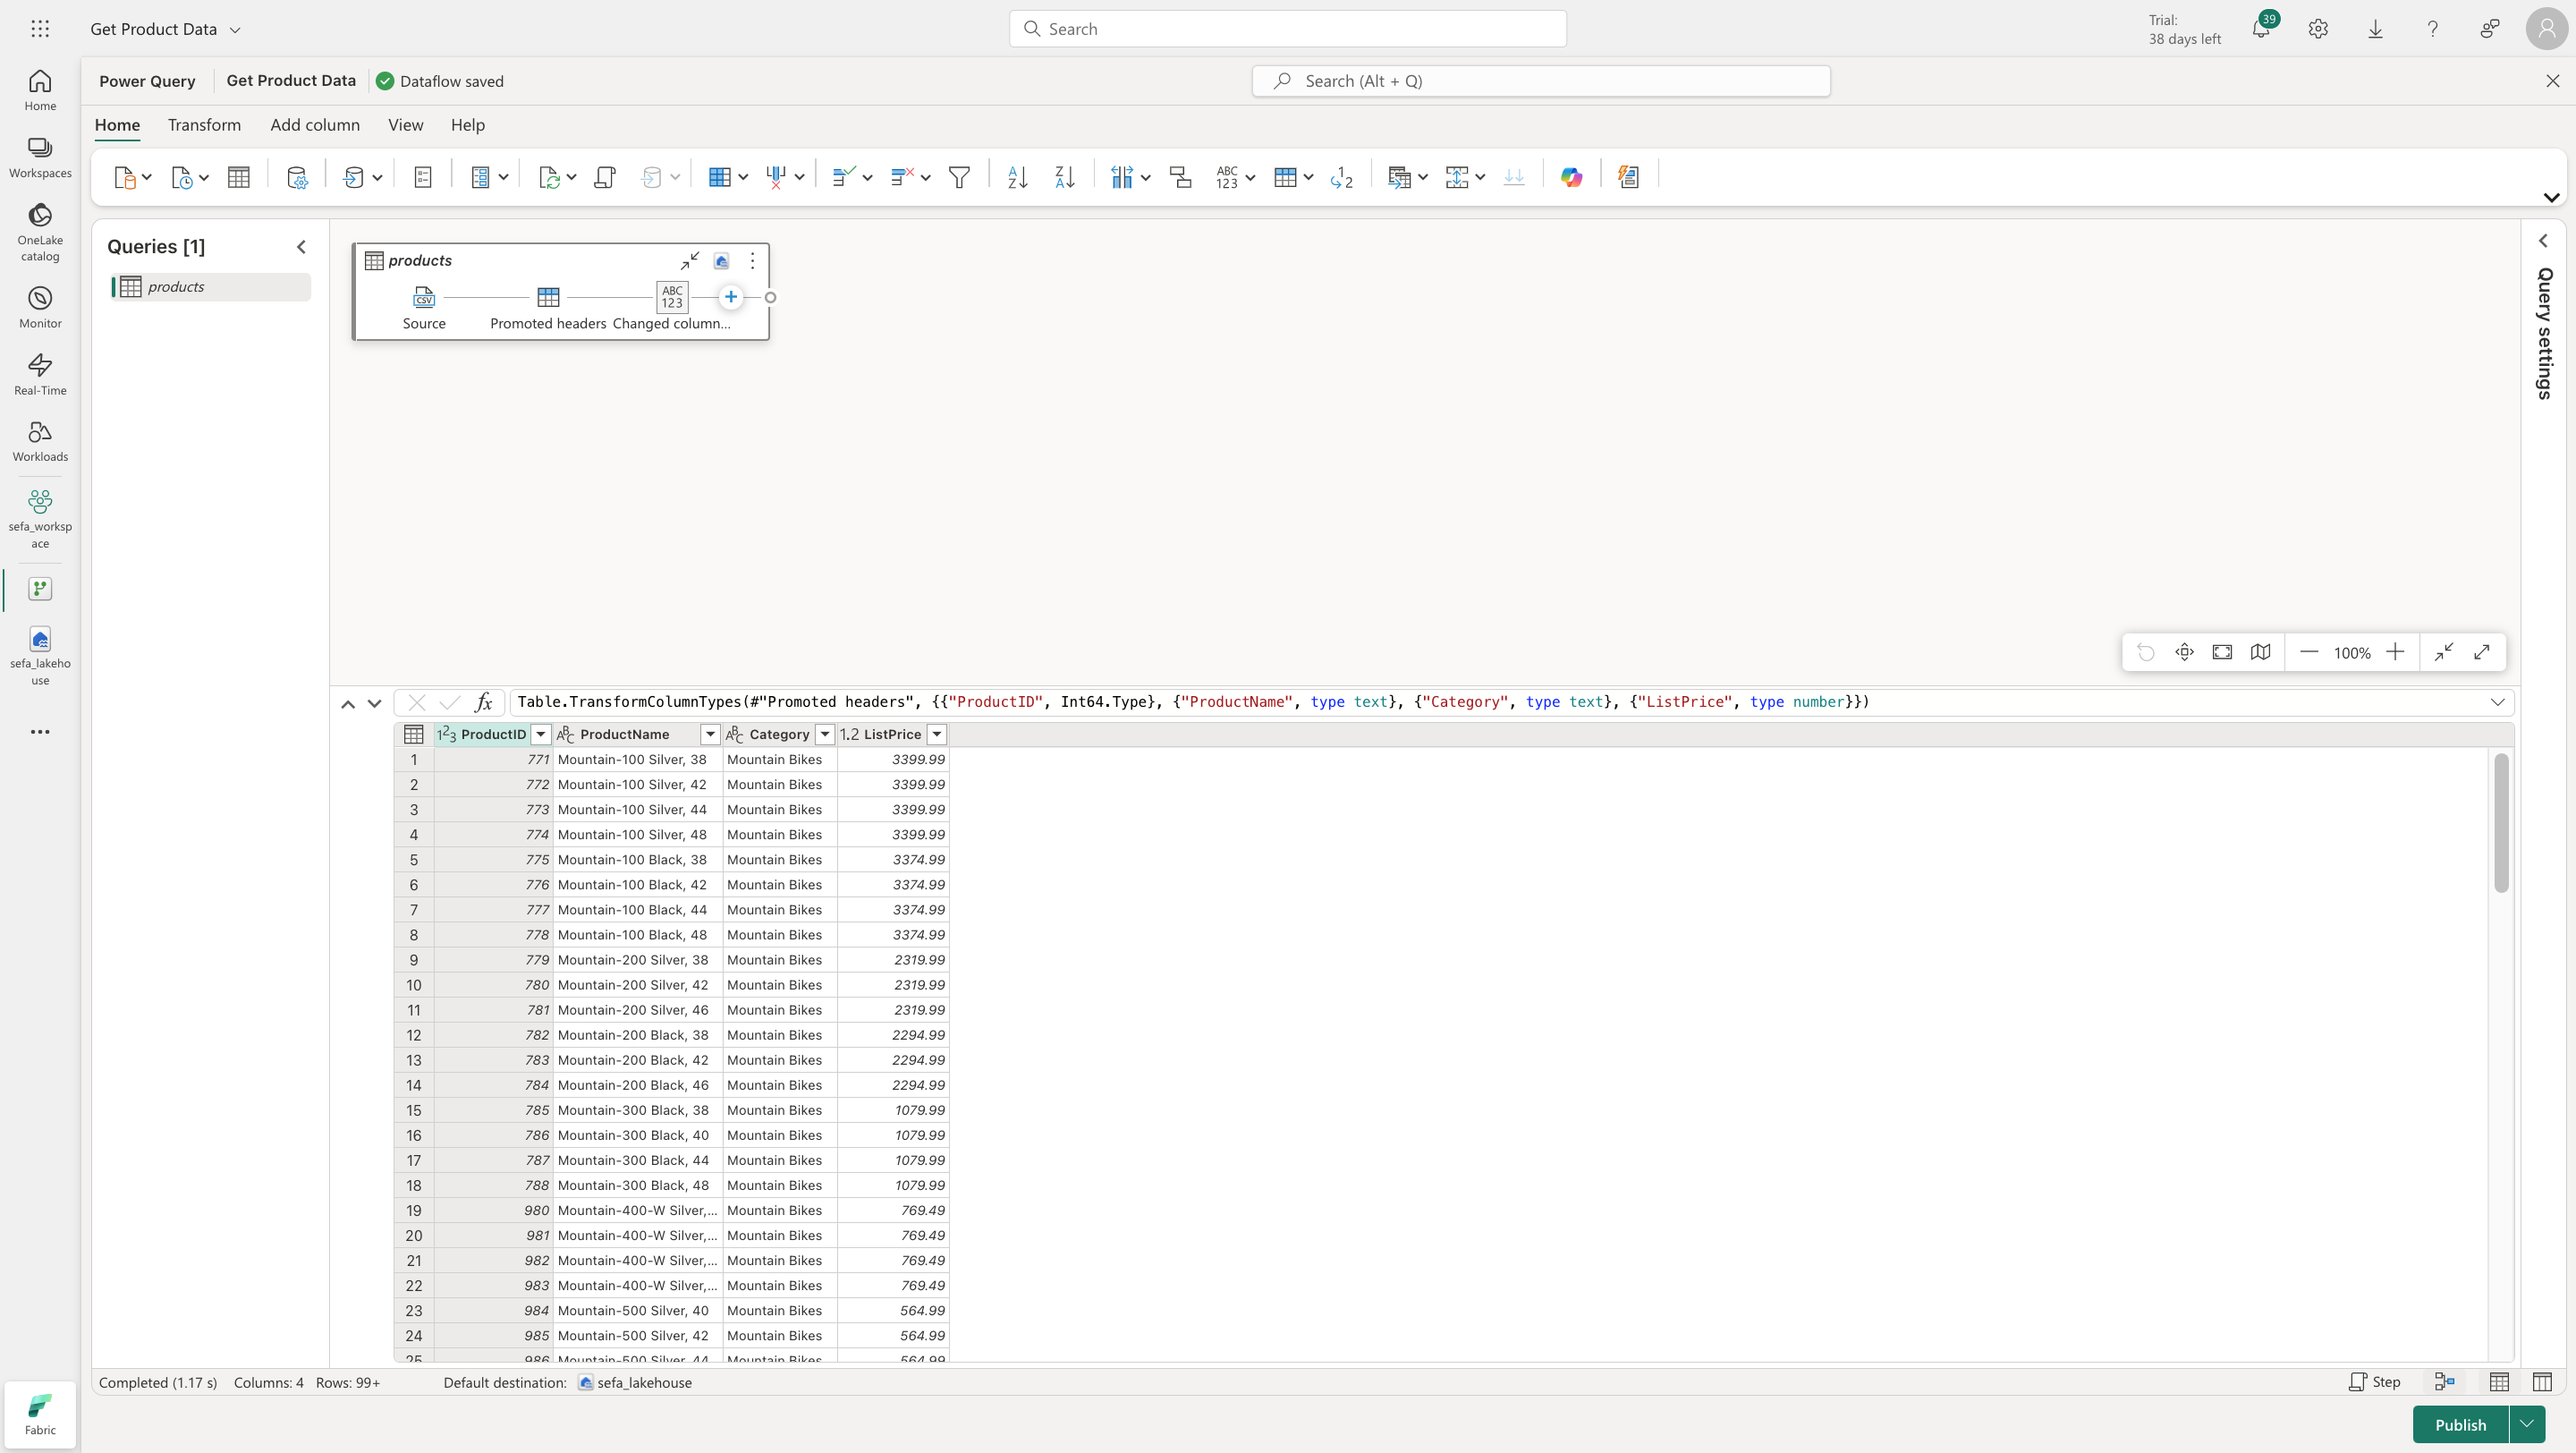 Get Product Data
Search
Trial:
38 days left
39
Home
Workspaces
OneLake
catalog
Monitor
Real-Time
Workloads
sefa_worksp
ace
sefa_lakeho
use
Fabric
Power Query
Get Product Data
Dataflow saved
Search (Alt + Q)
Home Transform Add column View Help
Queries [1]
products
products
Source
Promoted headers
ABC
123
Changed column...
Query settings
100%
fx Table.TransformColumnTypes(#"Promoted headers", {{"ProductID", Int64.Type}, {"ProductName", type text}, {"Category", type text}, {"ListPrice", type number}})
ProductID ProductName Category 1.2 ListPrice
1 771 Mountain-100 Silver, 38 Mountain Bikes 3399.99
2 772 Mountain-100 Silver, 42 Mountain Bikes 3399.99
3 773 Mountain-100 Silver, 44 Mountain Bikes 3399.99
4 774 Mountain-100 Silver, 48 Mountain Bikes 3399.99
5 775 Mountain-100 Black, 38 Mountain Bikes 3374.99
6 776 Mountain-100 Black, 42 Mountain Bikes 3374.99
7 777 Mountain-100 Black, 44 Mountain Bikes 3374.99
8 778 Mountain-100 Black, 48 Mountain Bikes 3374.99
9 779 Mountain-200 Silver, 38 Mountain Bikes 2319.99
10 780 Mountain-200 Silver, 42 Mountain Bikes 2319.99
11 781 Mountain-200 Silver, 46 Mountain Bikes 2319.99
12 782 Mountain-200 Black, 38 Mountain Bikes 2294.99
13 783 Mountain-200 Black, 42 Mountain Bikes 2294.99
14 784 Mountain-200 Black, 46 Mountain Bikes 2294.99
15 785 Mountain-300 Black, 38 Mountain Bikes 1079.99
16 786 Mountain-300 Black, 40 Mountain Bikes 1079.99
17 787 Mountain-300 Black, 44 Mountain Bikes 1079.99
18 788 Mountain-300 Black, 48 Mountain Bikes 1079.99
19 980 Mountain-400-W Silver,... Mountain Bikes 769.49
20 981 Mountain-400-W Silver,... Mountain Bikes 769.49
21 982 Mountain-400-W Silver,... Mountain Bikes 769.49
22 983 Mountain-400-W Silver,... Mountain Bikes 769.49
23 984 Mountain-500 Silver, 40 Mountain Bikes 564.99
24 985 Mountain-500 Silver, 42 Mountain Bikes 564.99
25 986 Mountain-500 Silver, 44 Mountain Bikes 564.99
Completed (1.17 s) Columns: 4 Rows: 99+ Default destination: sefa_lakehouse
Step
Publish